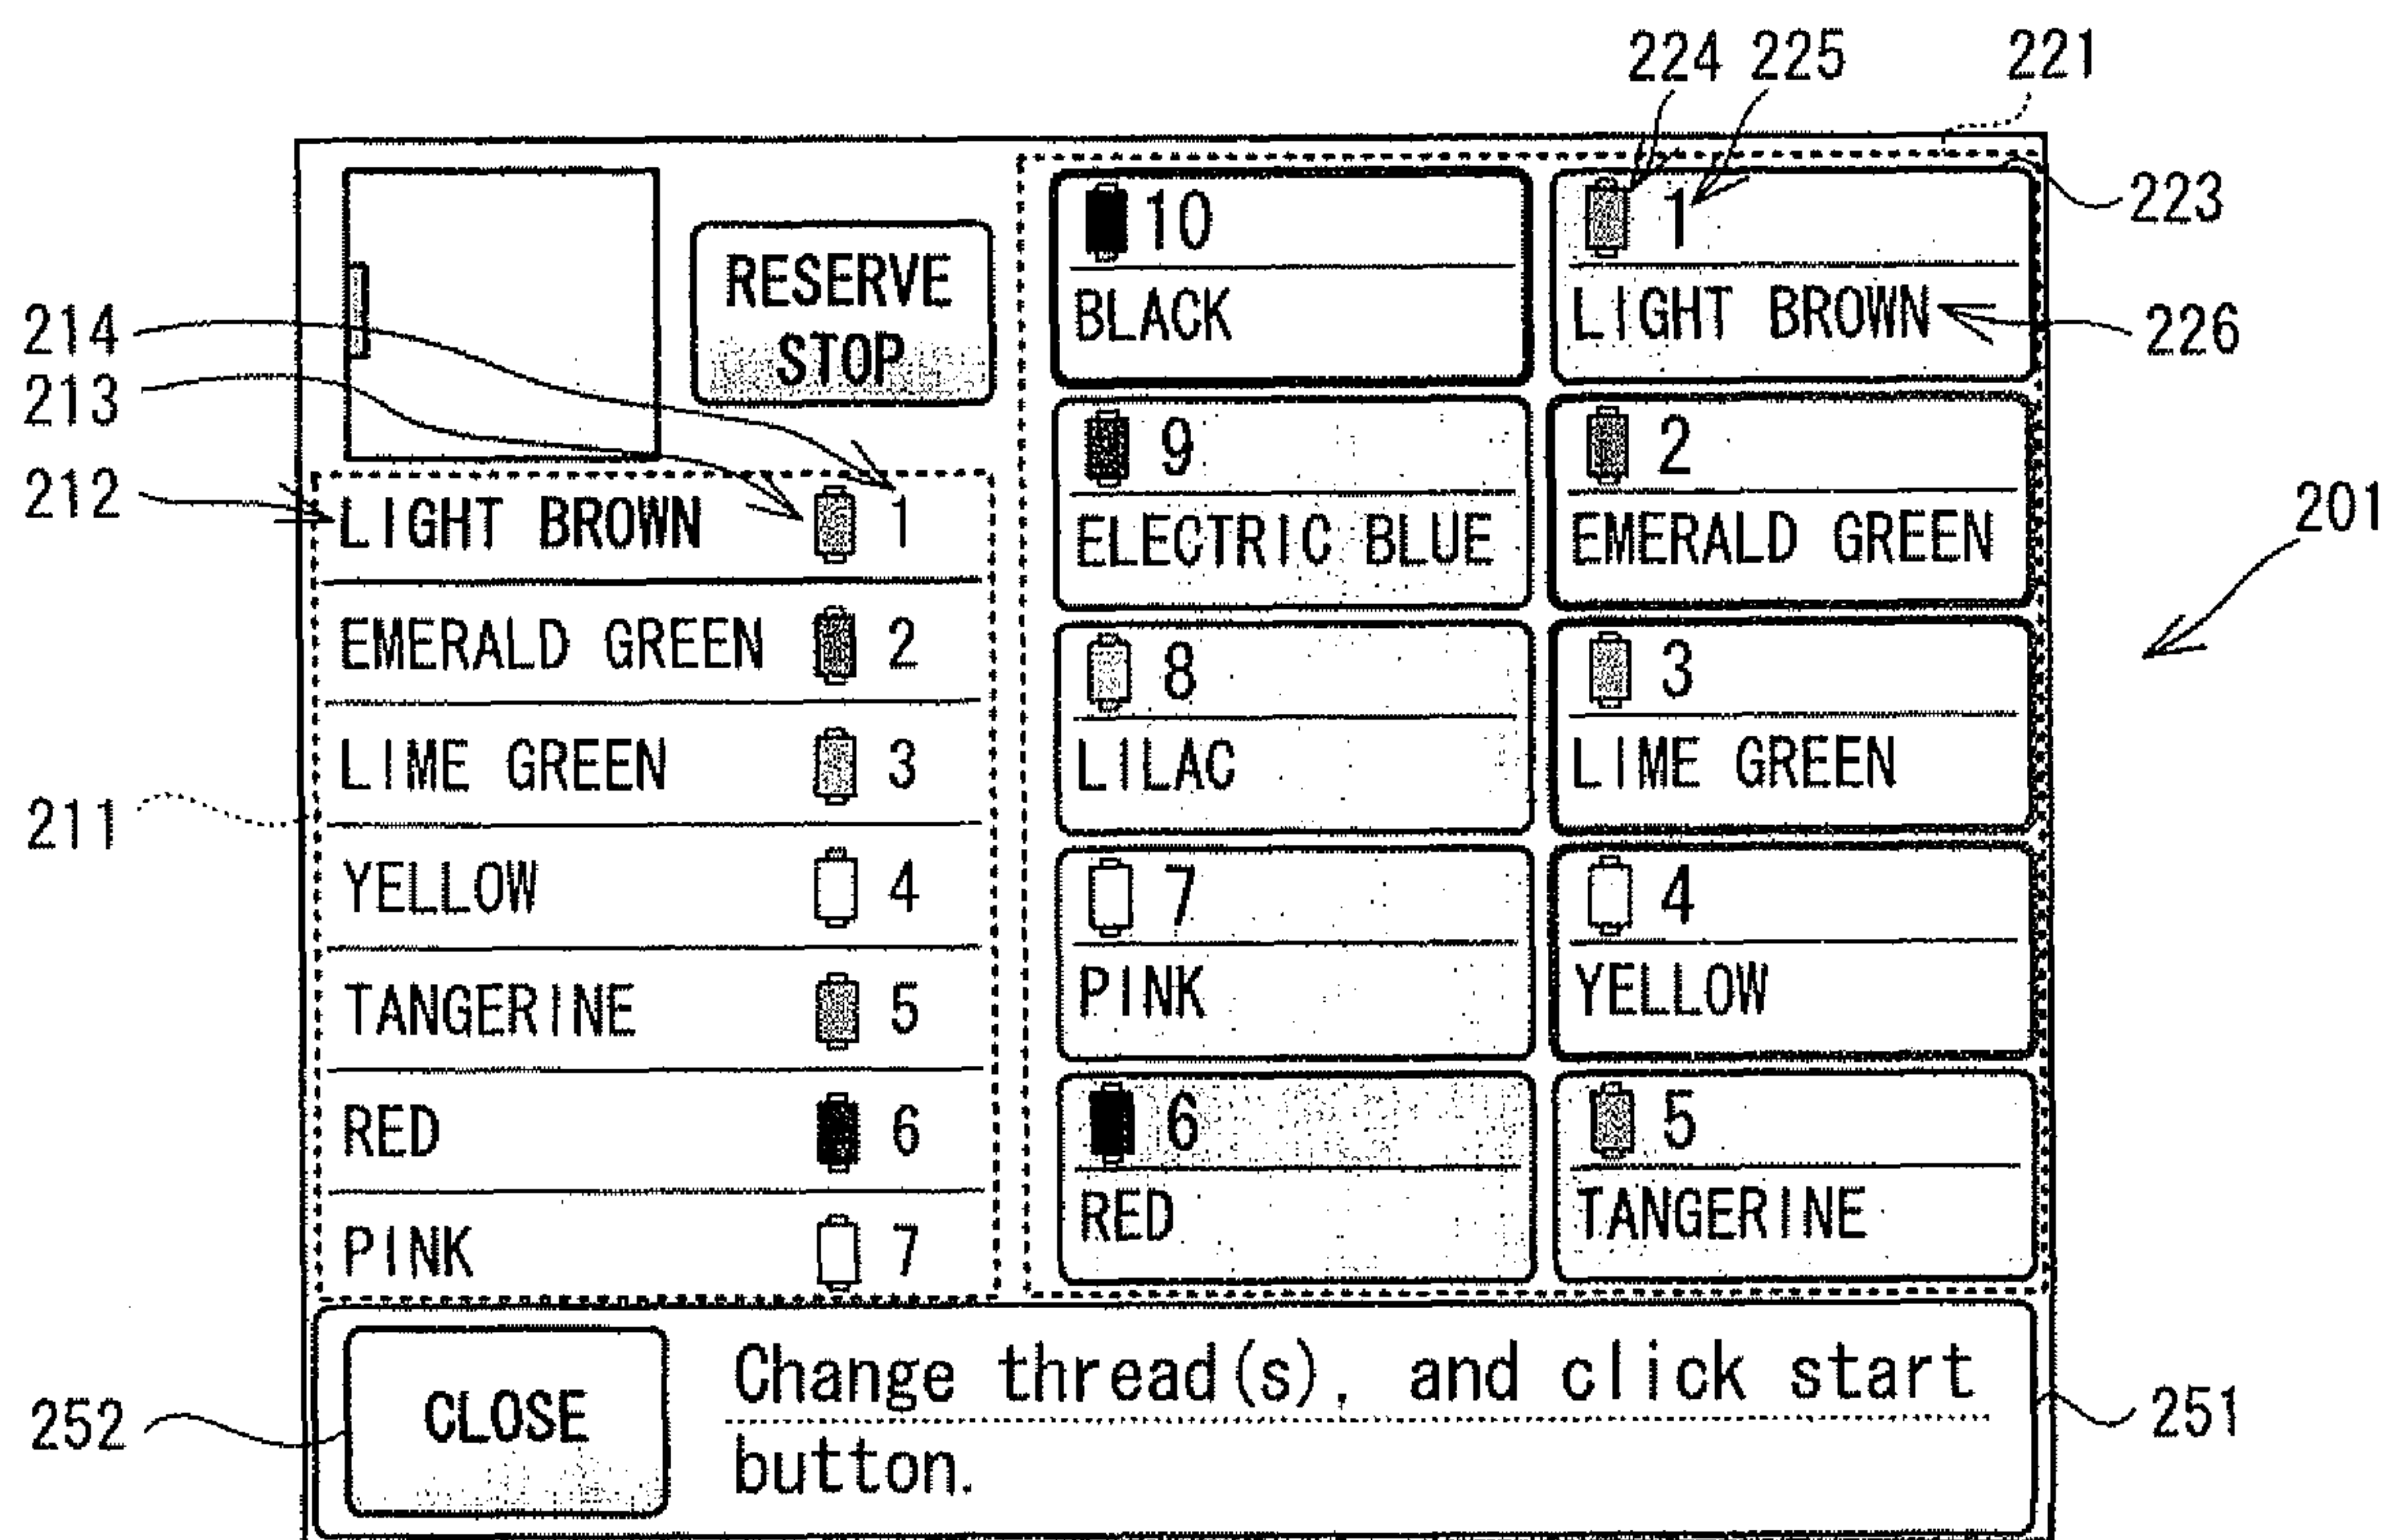 224 225 221
223
10 1
BLACK LIGHT BROWN
226
RESERVE
STOP
214
213
212
9 2
ELECTRIC BLUE EMERALD GREEN
201
LIGHT BROWN 1
EMERALD GREEN 2
LIME GREEN 3
YELLOW 4
TANGERINE 5
RED 6
PINK 7
211
8 3
LILAC LIME GREEN
7 4
PINK YELLOW
6 5
RED TANGERINE
252
CLOSE
Change thread(s), and click start
button.
251